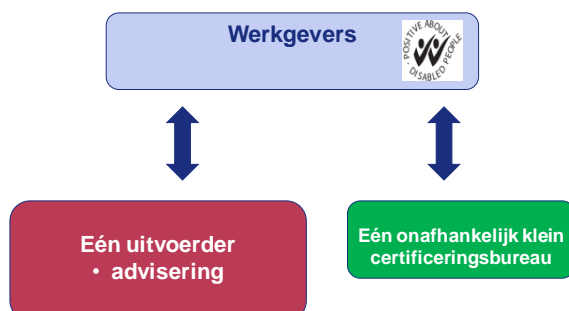 Werkgevers
POSITIVE ABOUT
DISABLED PEOPLE
Eén uitvoerder
• advisering
Eén onafhankelijk klein
certificeringsbureau